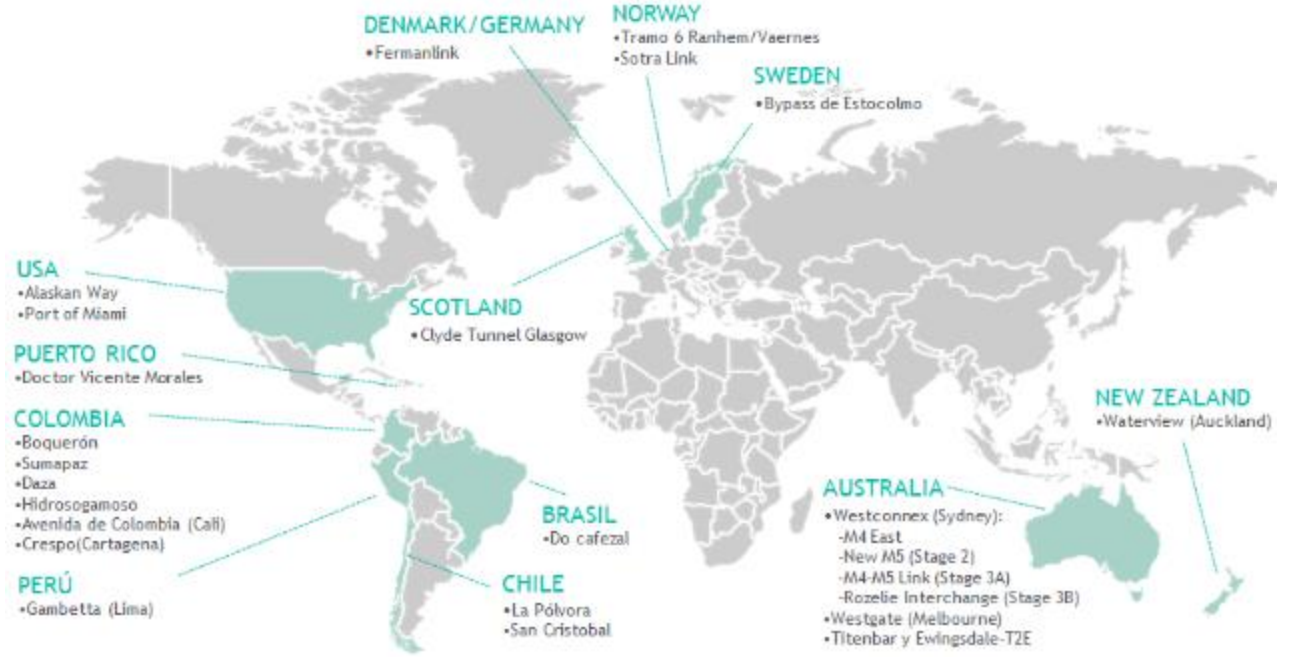 DENMARK/GERMANY
•Fermanlink
NORWAY
•Tramo 6 Ranhem/Vaernes
•Sotra Link
SWEDEN
•Bypass de Estocolmo
USA
•Alaskan Way
•Port of Miami
SCOTLAND
•Clyde Tunnel Glasgow
PUERTO RICO
•Doctor Vicente Morales
COLOMBIA
•Boquerón
•Sumapaz
•Daza
•Hidrosogamoso
•Avenida de Colombia (Cali)
•Crespo(Cartagena)
PERÚ
•Gambetta (Lima)
BRASIL
•Do cafezal
CHILE
•La Pólvora
•San Cristobal
NEW ZEALAND
•Waterview (Auckland)
AUSTRALIA
•Westconnex (Sydney):
-M4 East
-New M5 (Stage 2)
-M4-M5 Link (Stage 3A)
-Rozelie Interchange (Stage 3B)
•Westgate (Melbourne)
•Titenbar y Ewingsdale-T2E